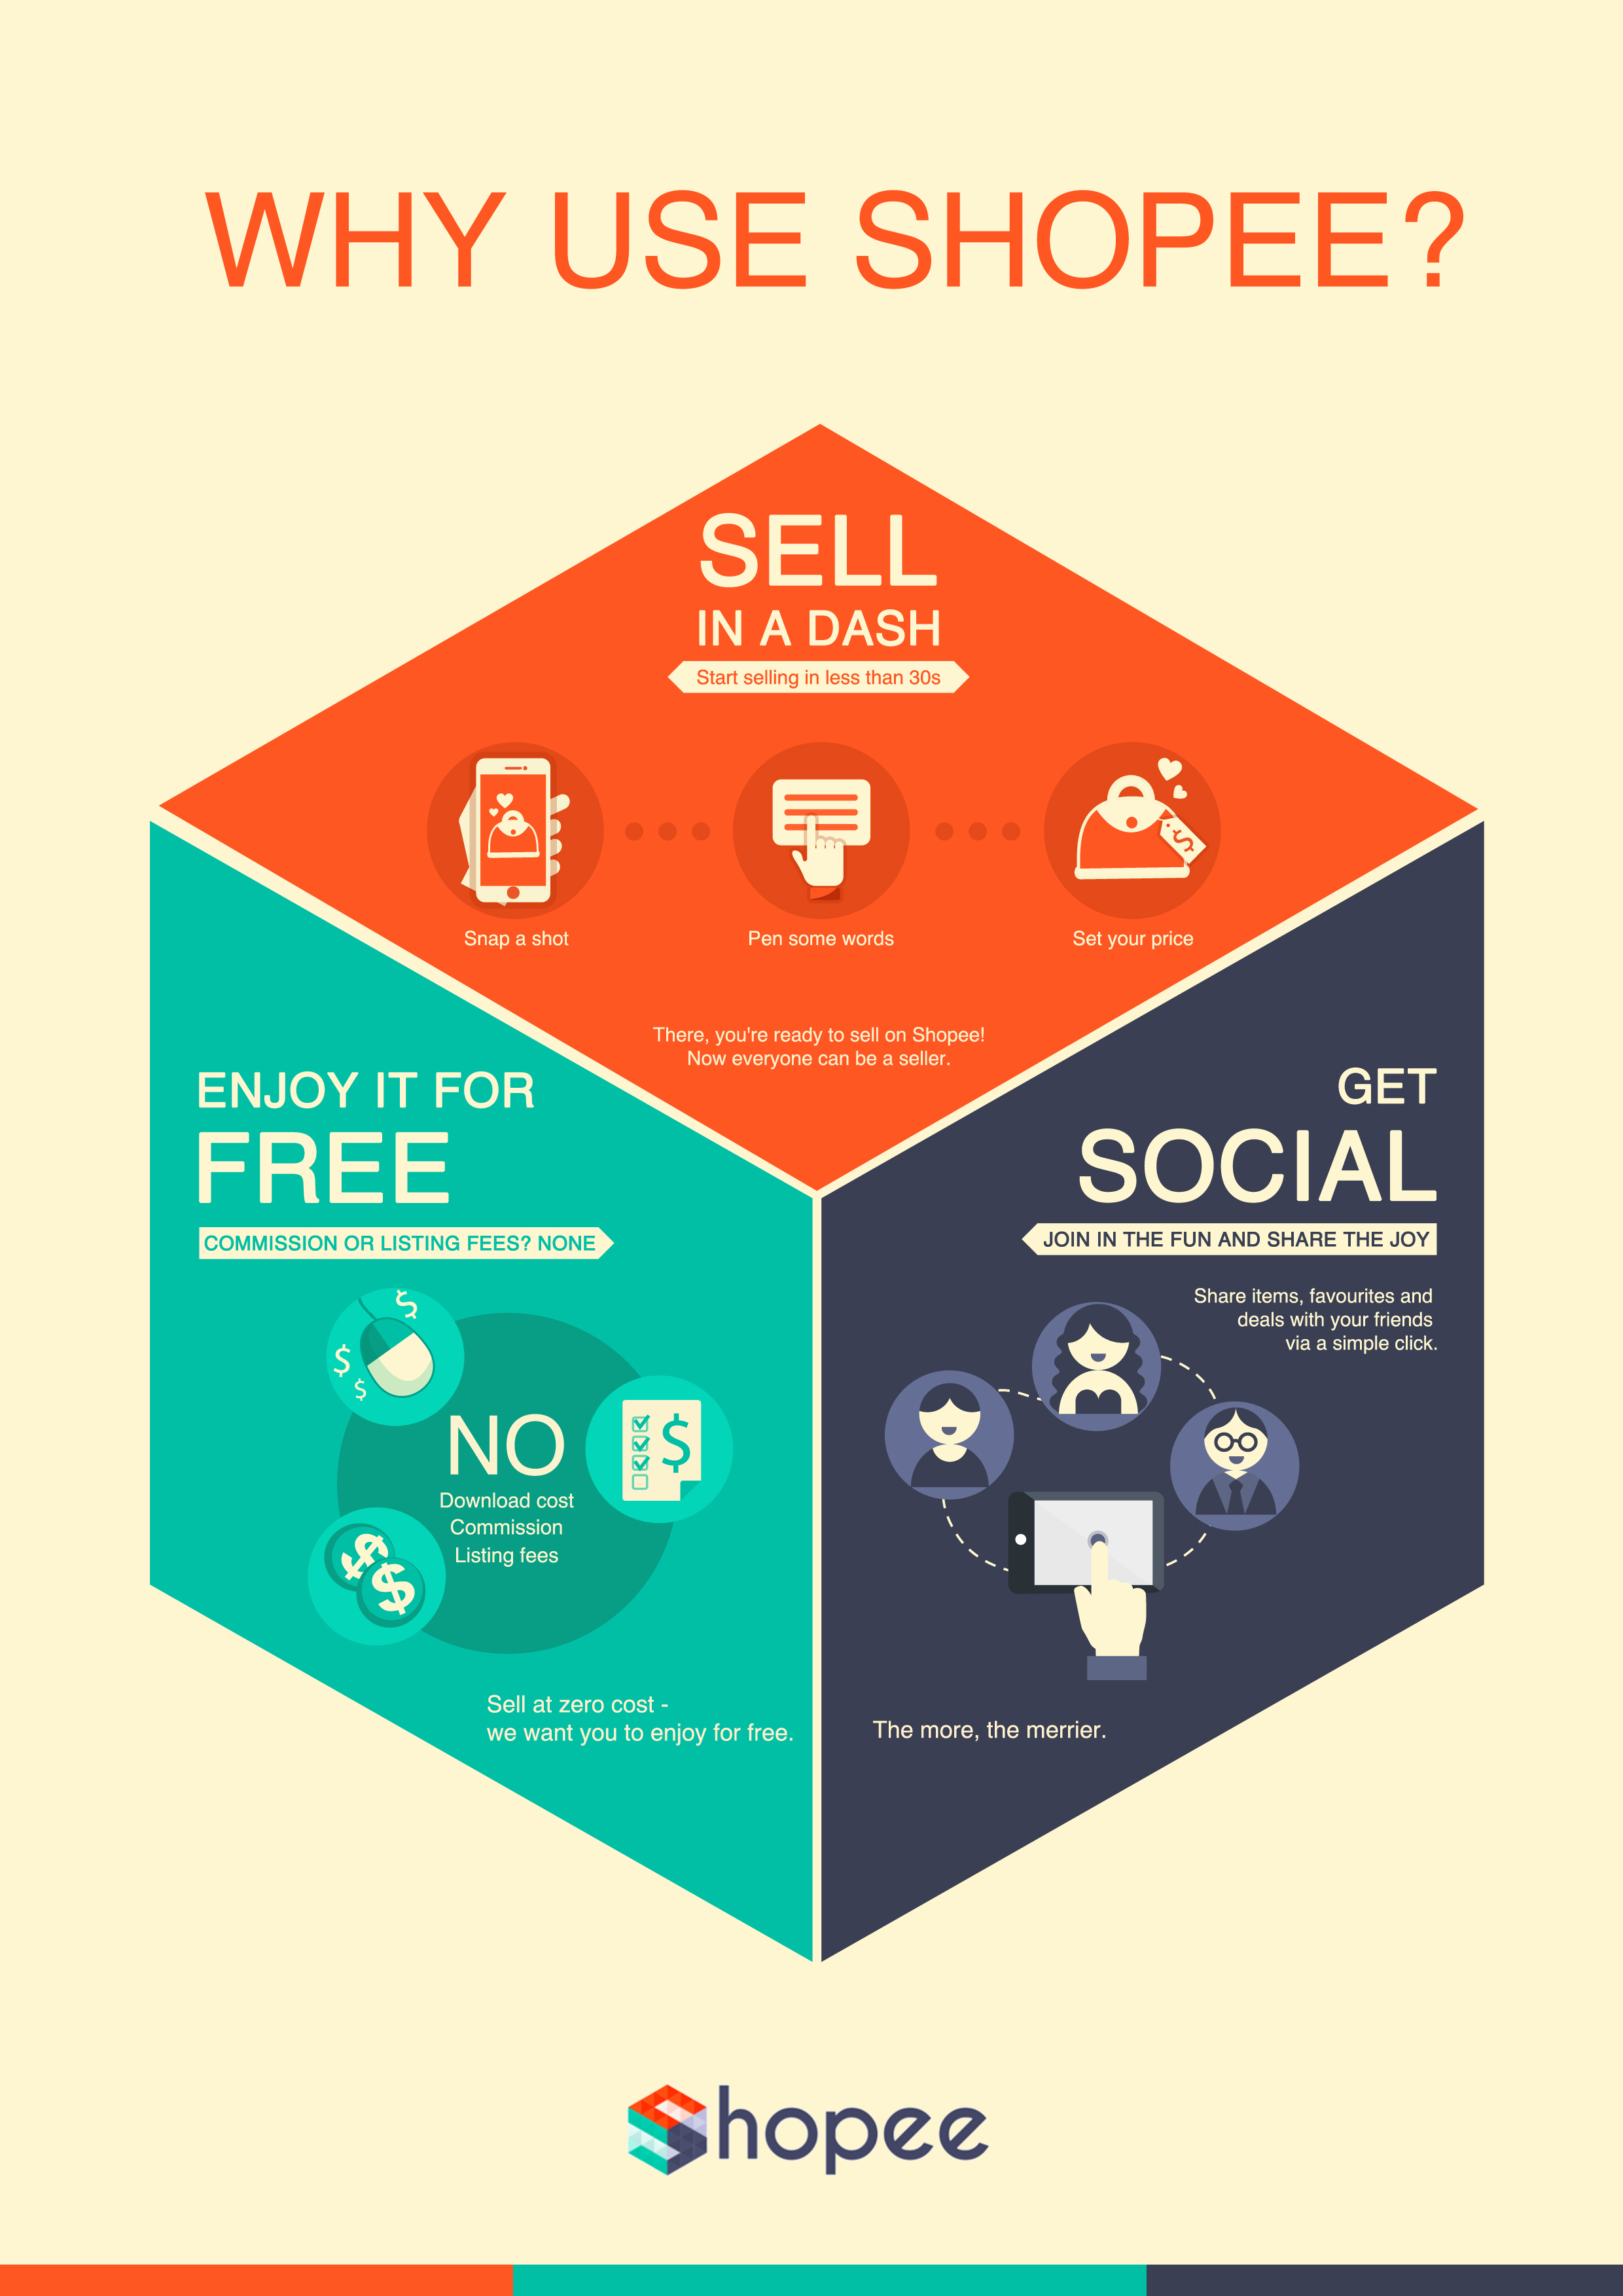 WHY USE SHOPEE?
SELL
IN A DASH
Start selling in less than 30s
Snap a shot
Pen some words
Set your price
There, you're ready to sell on Shopee!
Now everyone can be a seller.
ENJOY IT FOR
FREE
COMMISSION OR LISTING FEES? NONE
$
$
$
$
$
$
NO
Download cost
Commission
Listing fees
Sell at zero cost -
we want you to enjoy for free.
GET
SOCIAL
JOIN IN THE FUN AND SHARE THE JOY
Share items, favourites and
deals with your friends
via a simple click.
The more, the merrier.
Shopee